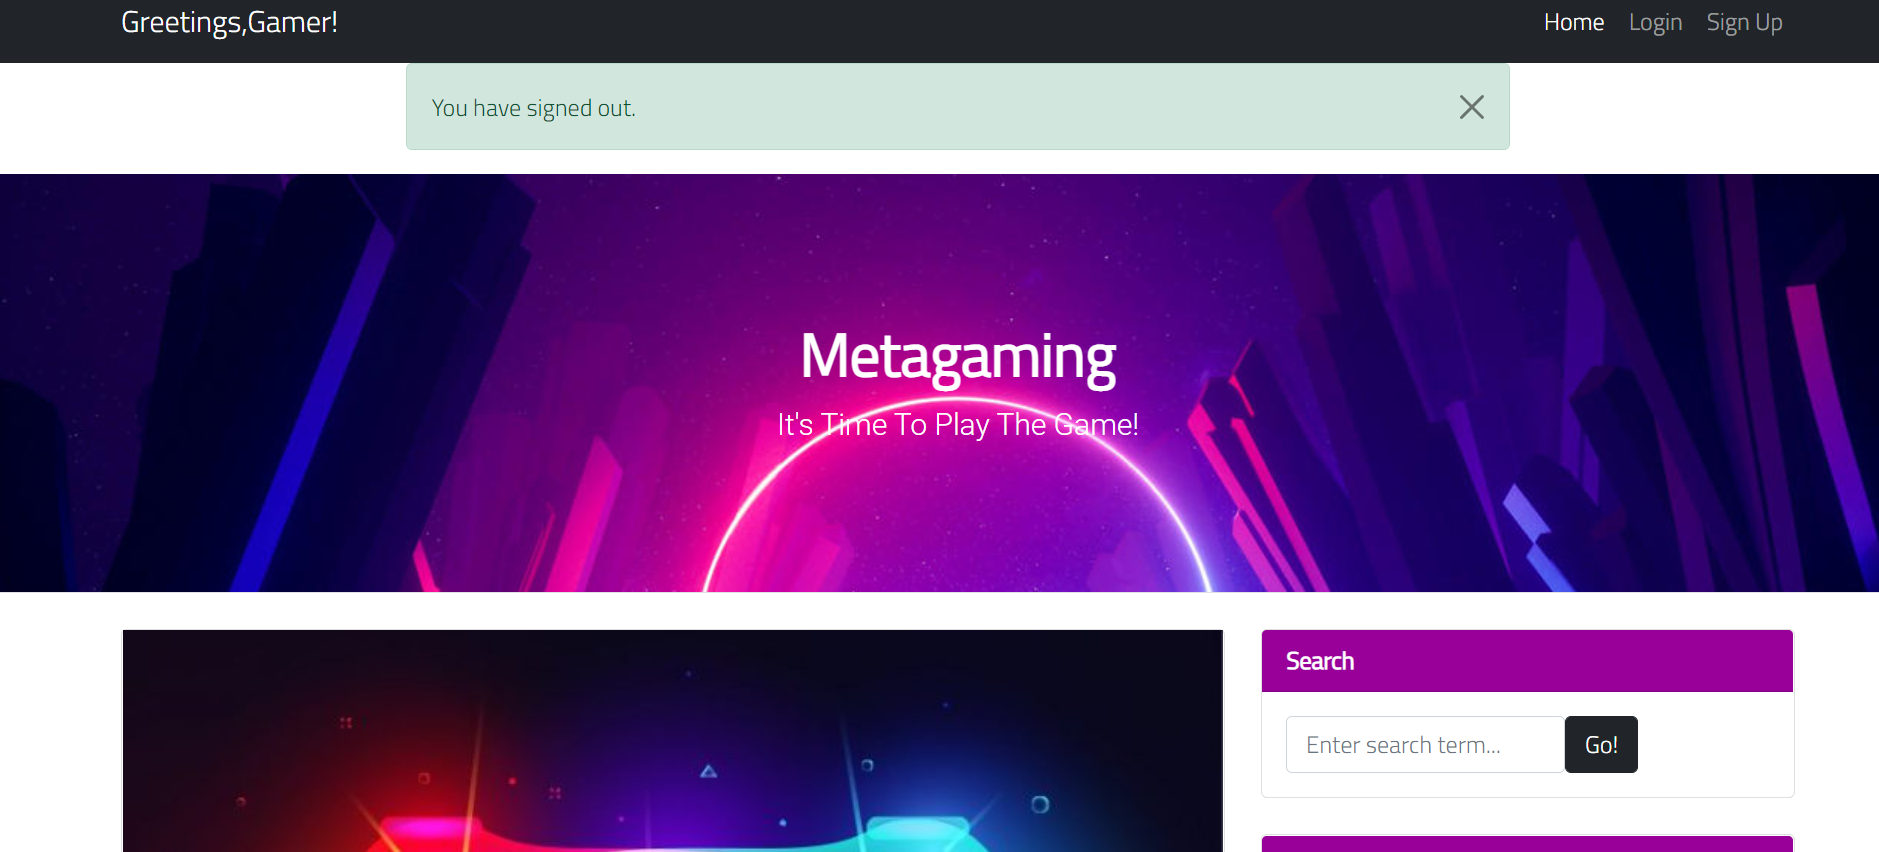 Greetings,Gamer!
Home Login Sign Up
You have signed out.
Metagaming
It's Time To Play The Game!
Search
Enter search term...
Go!